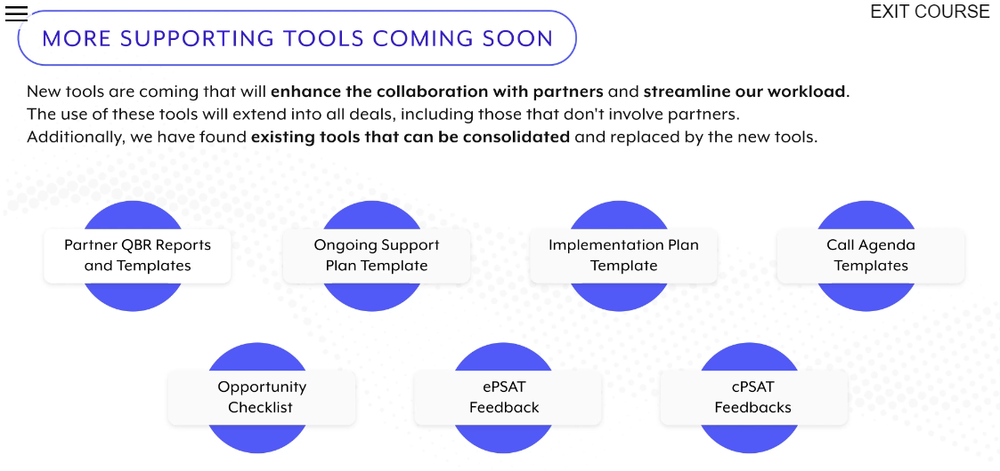 EXIT COURSE
MORE SUPPORTING TOOLS COMING SOON
New tools are coming that will enhance the collaboration with partners and streamline our workload.
The use of these tools will extend into all deals, including those that don't involve partners.
Additionally, we have found existing tools that can be consolidated and replaced by the new tools.
Partner QBR Reports
and Templates
Ongoing Support
Plan Template
Implementation Plan
Template
Call Agenda
Templates
Opportunity
Checklist
ePSAT
Feedback
cPSAT
Feedbacks